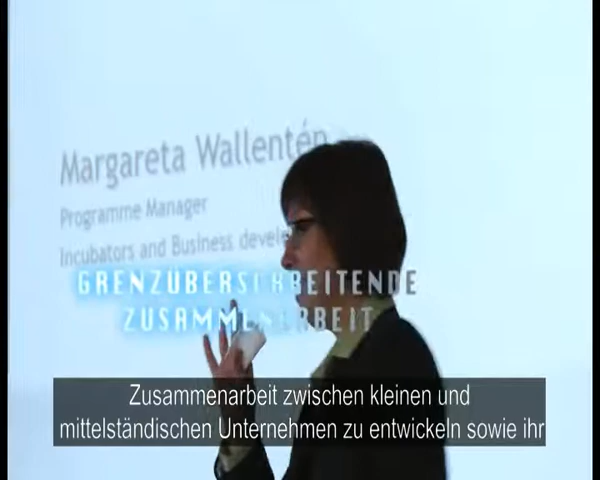 Margareta Wallentén
Programme Manager
Incubators and Business
GRENZÜBERSCHREITENDE
ZUSAMMENARBEIT
Zusammenarbeit zwischen kleinen und
mittelständischen Unternehmen zu entwickeln sowie ihr